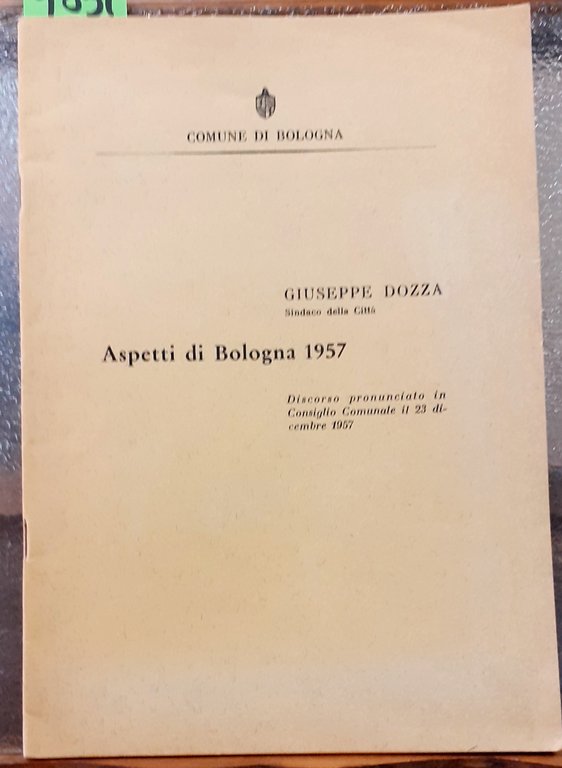 COMUNE DI BOLOGNA
GIUSEPPE DOZZA
Sindaco della Città
Aspetti di Bologna 1957
Discorso pronunciato in
Consiglio Comunale il 23 di-
cembre 1957